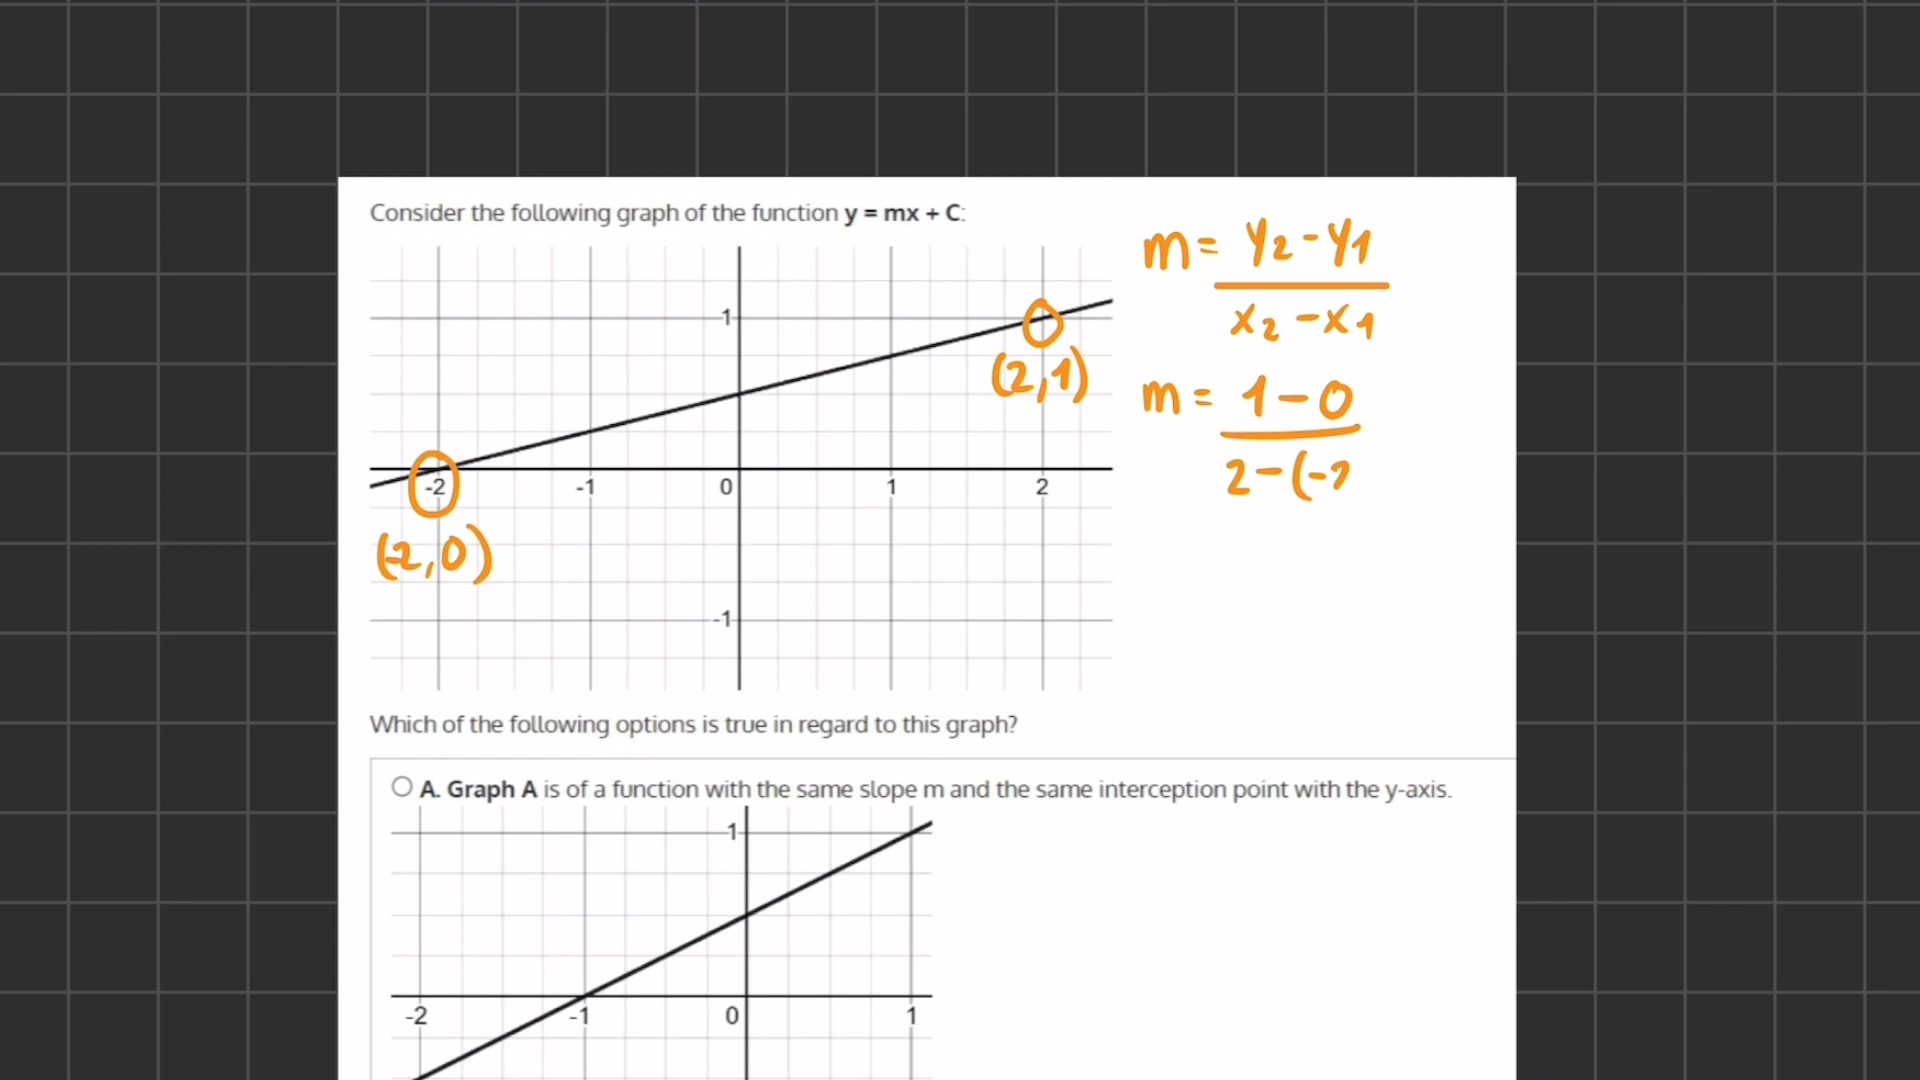 Consider the following graph of the function y = mx + C:
m = y2 - y1
x2 - x1
1
(2,1)
m = 1 - 0
2 - (-2
-2 -1 0 1 2
(-2,0)
-1
Which of the following options is true in regard to this graph?
A. Graph A is of a function with the same slope m and the same interception point with the y-axis.
1
-2 -1 0 1